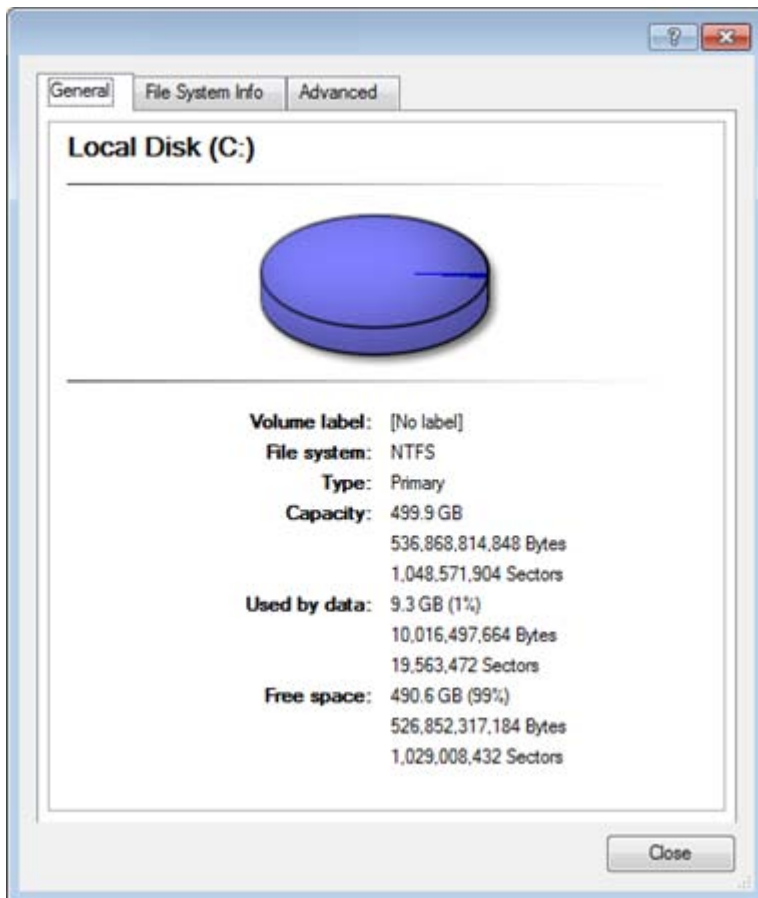 General File System Info Advanced
Local Disk (C:)
Volume label: [No label]
File system: NTFS
Type: Primary
Capacity: 499.9 GB
536,868,814,848 Bytes
1,048,571,904 Sectors
Used by data: 9.3 GB (1%)
10,016,497,664 Bytes
19,563,472 Sectors
Free space: 490.6 GB (99%)
526,852,317,184 Bytes
1,029,008,432 Sectors
Close